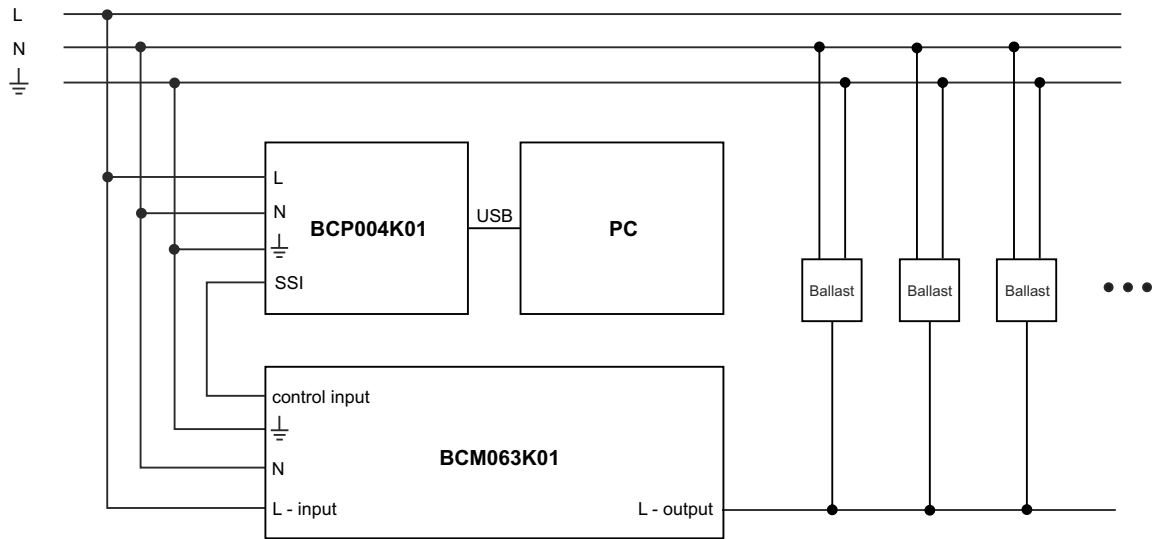 L
N
L
N
BCP004K01
USB
PC
SSI
Ballast
Ballast
Ballast
control input
BCM063K01
N
L - input
L - output